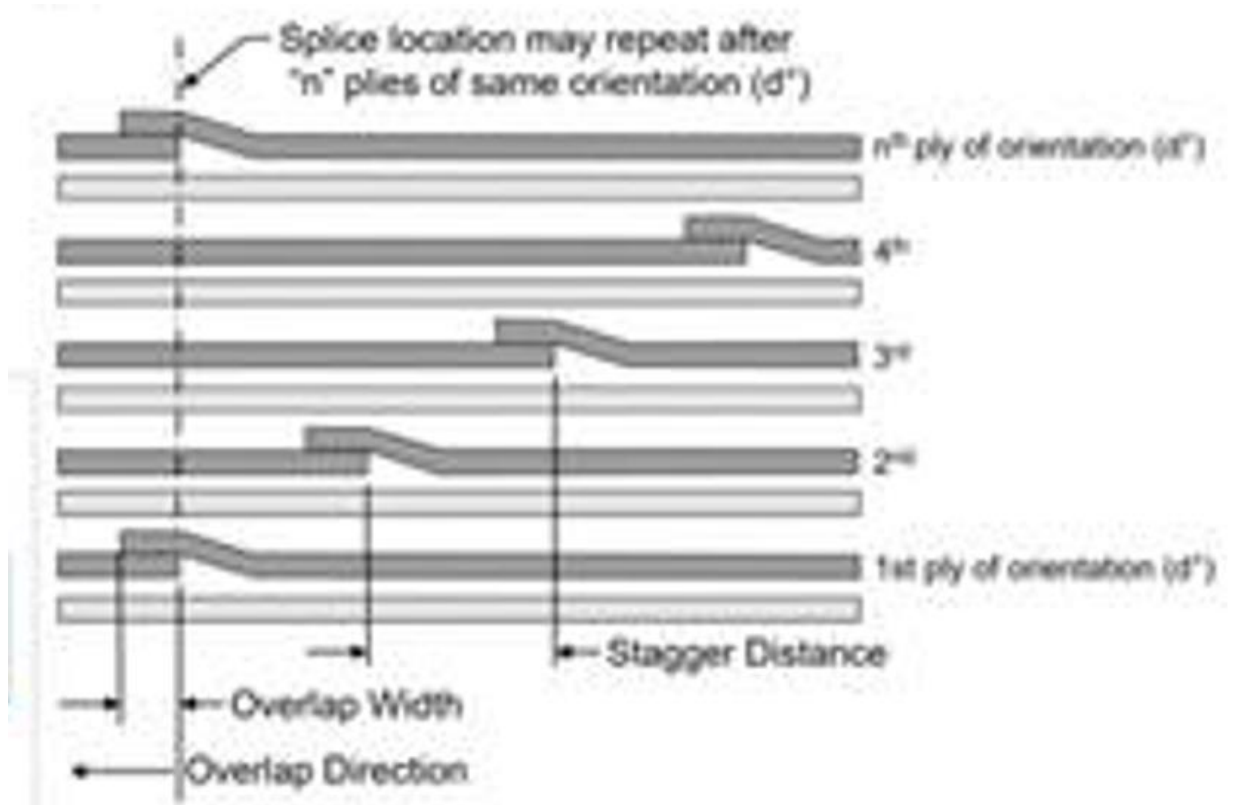 Splice location may repeat after
"n" plies of same orientation (d°)
nth ply of orientation (d°)
4th
3rd
2nd
1st ply of orientation (d°)
Stagger Distance
Overlap Width
Overlap Direction